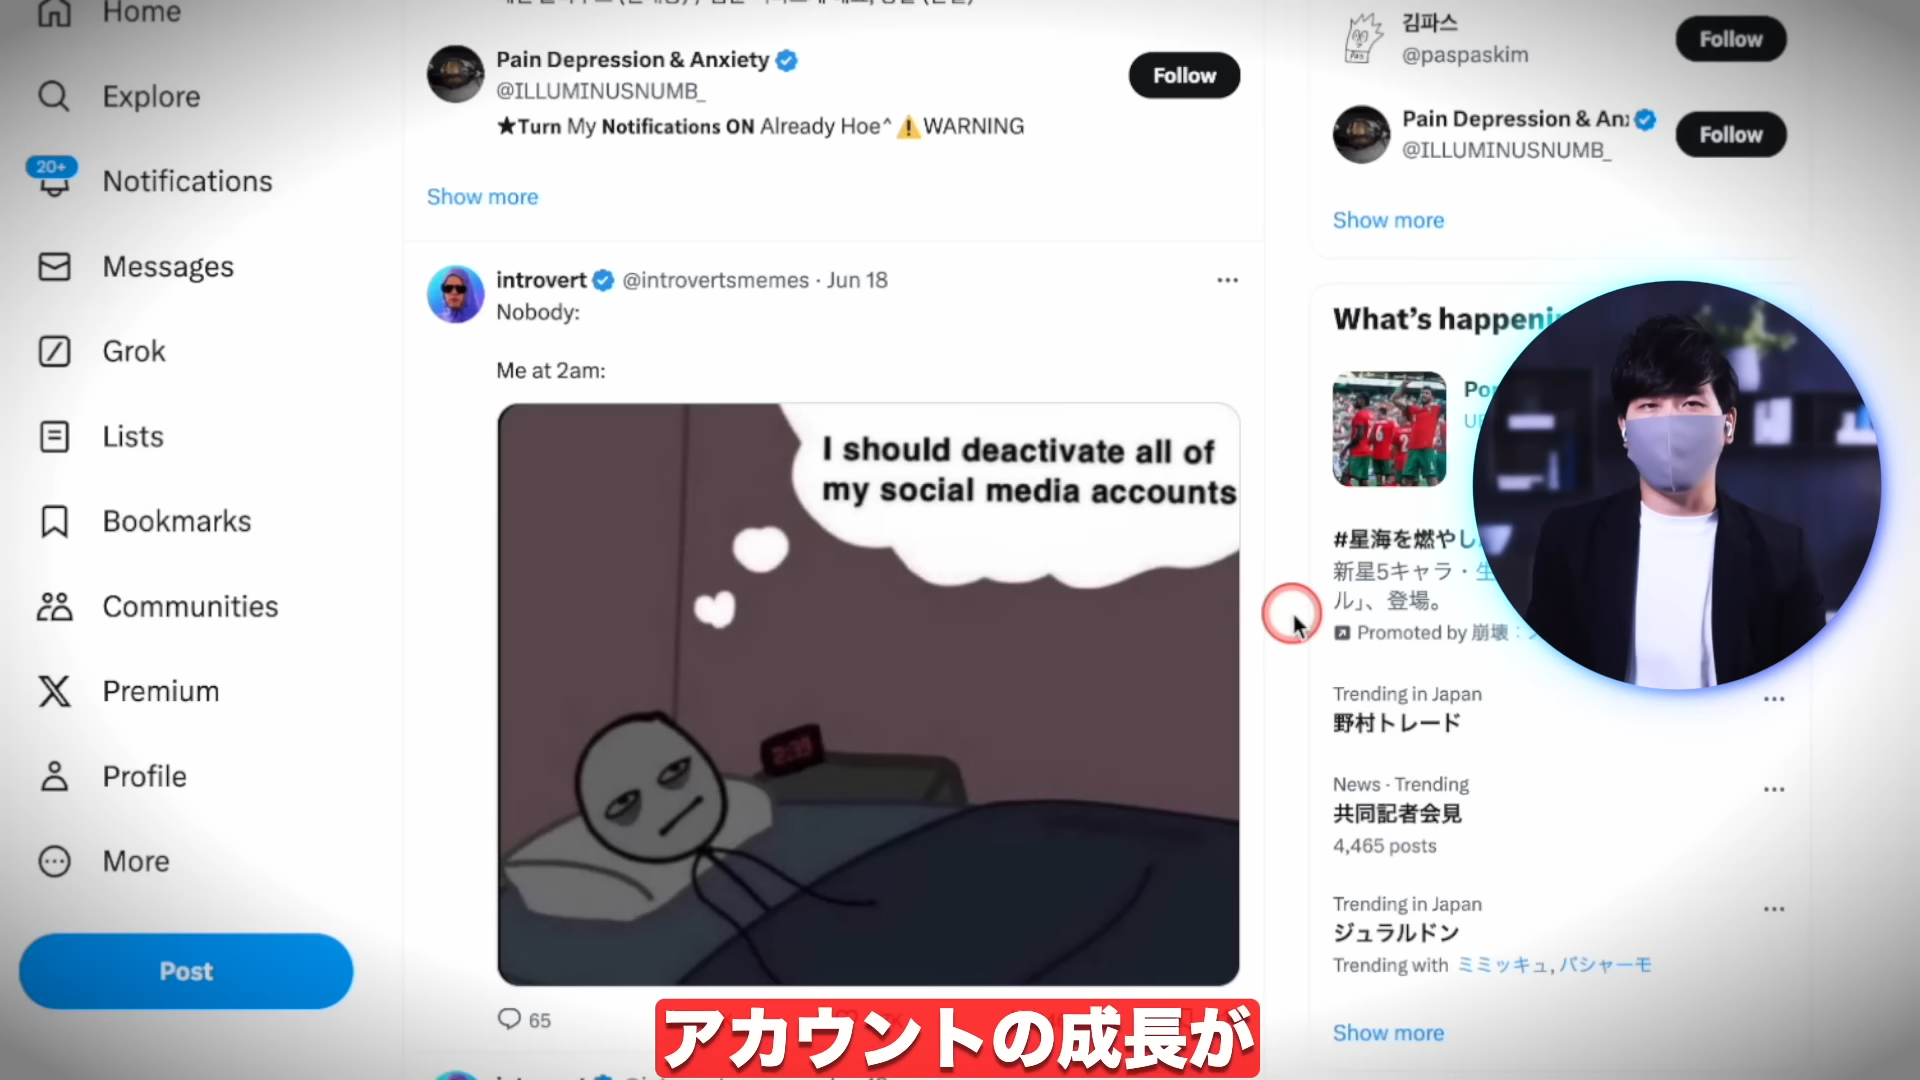 Home
Explore
20+
Notifications
Messages
Grok
Lists
Bookmarks
Communities
Premium
Profile
More
Post
Pain Depression & Anxiety
@ILLUMINUSNUMB_
Follow
★Turn My Notifications ON Already Hoe^ ⚠️WARNING
Show more
introvert @introvertsmemes · Jun 18
Nobody:
Me at 2am:
I should deactivate all of
my social media accounts
65
アカウントの成長が
김파스
@paspaskim
Follow
Pain Depression & An
@ILLUMINUSNUMB_
Follow
Show more
What's happeni
#星海を燃やし
新星5キャラ・生
ル」、登場。
Promoted by 崩壊：
Trending in Japan
野村トレード
News · Trending
共同記者会見
4,465 posts
Trending in Japan
ジュラルドン
Trending with ミミッキュ, バシャーモ
Show more